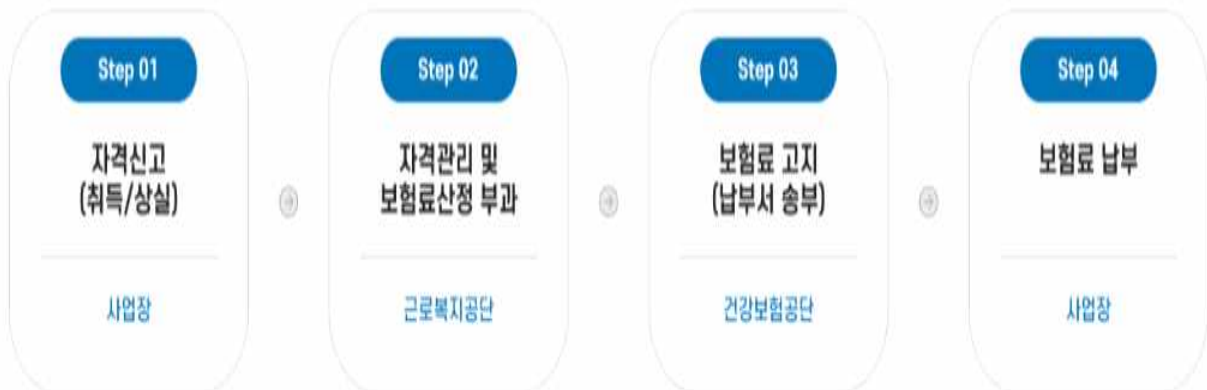 Step 01
자격신고
(취득/상실)
사업장
Step 02
자격관리 및
보험료산정 부과
근로복지공단
Step 03
보험료 고지
(납부서 송부)
건강보험공단
Step 04
보험료 납부
사업장